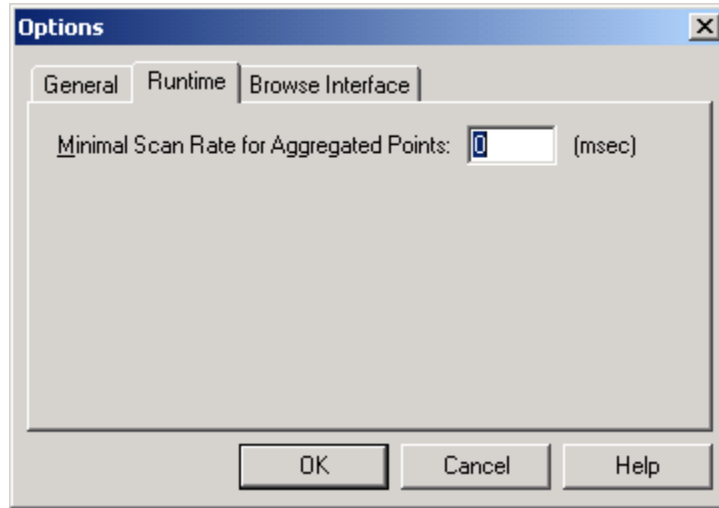 Options
General Runtime Browse Interface
Minimal Scan Rate for Aggregated Points: 0 (msec)
OK Cancel Help